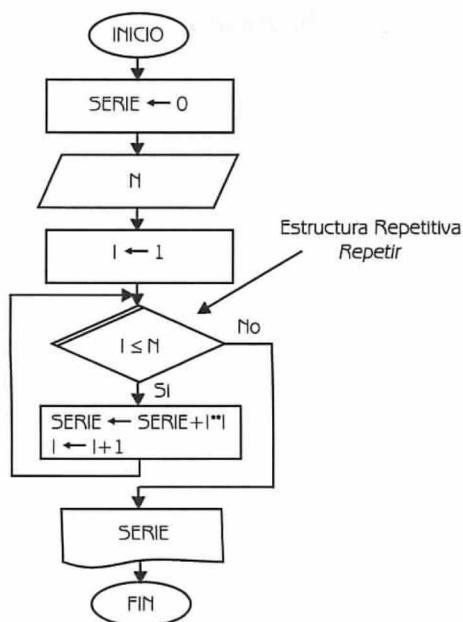 INICIO
SERIE ← 0
N
I ← 1
Estructura Repetitiva
Repetir
I ≤ N
No
Si
SERIE ← SERIE+I**I
I ← I+1
SERIE
FIN